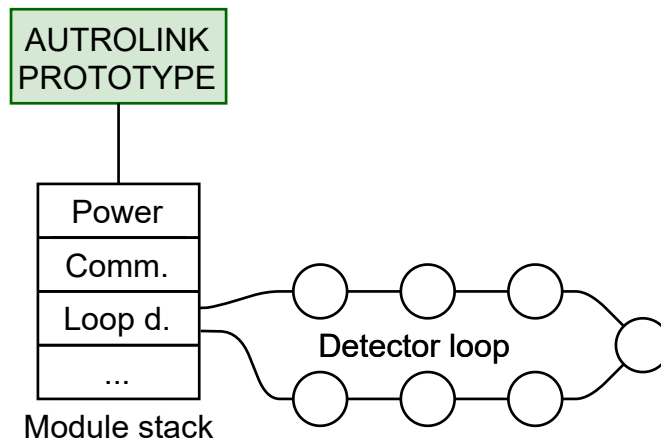 AUTROLINK
PROTOTYPE
Power
Comm.
Loop d.
...
Detector loop
Module stack